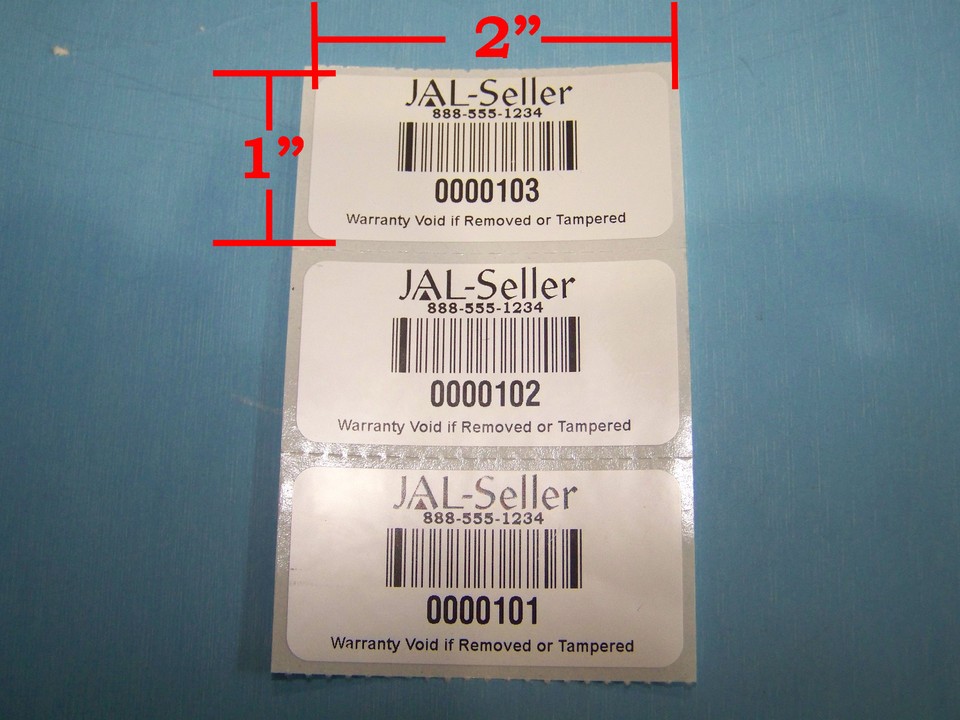 2”
1”
JAL-Seller
888-555-1234
0000103
Warranty Void if Removed or Tampered
JAL-Seller
888-555-1234
0000102
Warranty Void if Removed or Tampered
JAL-Seller
888-555-1234
0000101
Warranty Void if Removed or Tampered